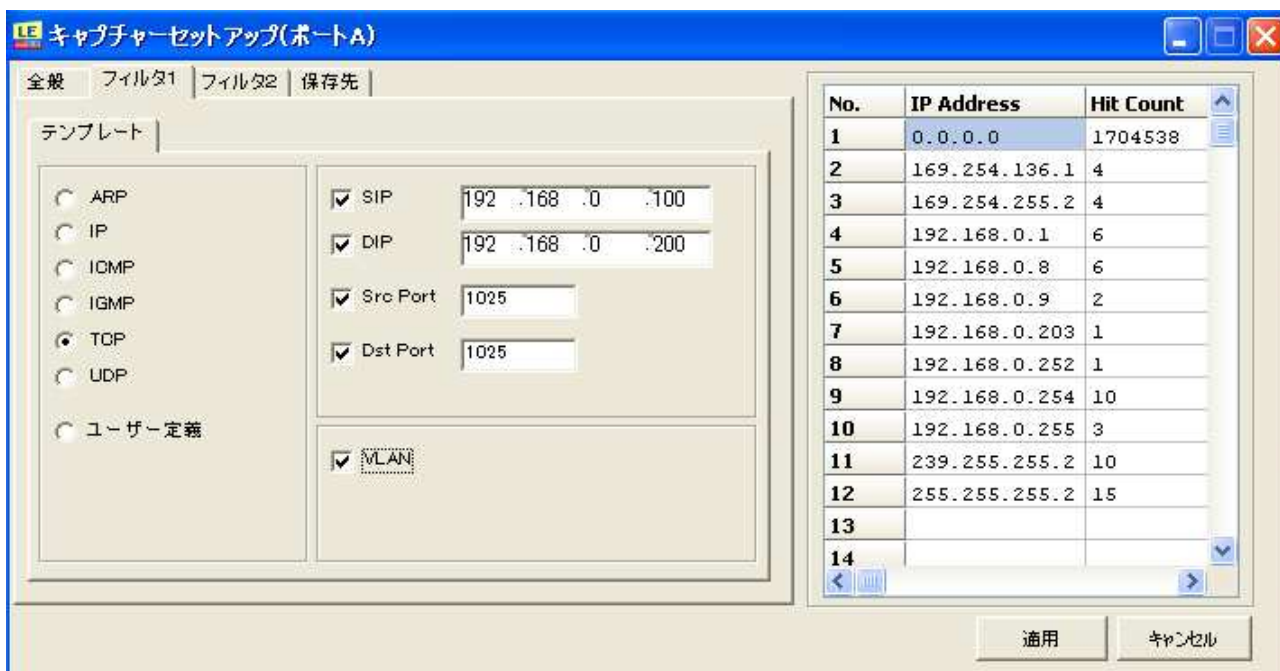 LE キャプチャーセットアップ(ポートA)
全般 フィルタ1 フィルタ2 保存先
テンプレート
ARP
IP
ICMP
IGMP
TCP
UDP
ユーザー定義
SIP 192 .168 .0 .100
DIP 192 .168 .0 .200
Src Port 1025
Dst Port 1025
VLAN
No. IP Address Hit Count
1 0.0.0.0 1704538
2 169.254.136.1 4
3 169.254.255.2 4
4 192.168.0.1 6
5 192.168.0.8 6
6 192.168.0.9 2
7 192.168.0.203 1
8 192.168.0.252 1
9 192.168.0.254 10
10 192.168.0.255 3
11 239.255.255.2 10
12 255.255.255.2 15
13
14
適用 キャンセル